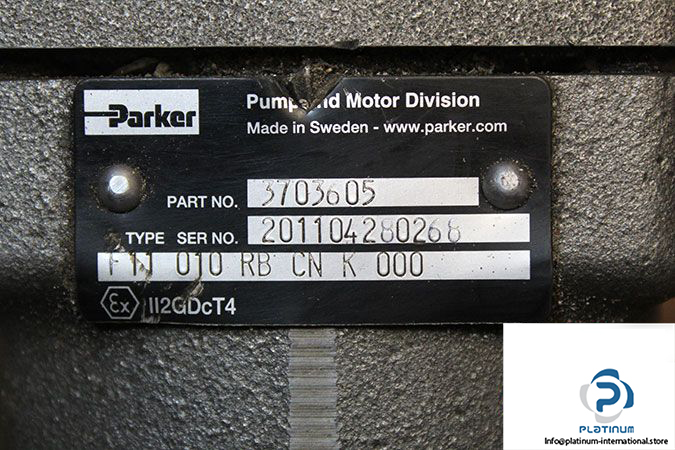 Parker
Pump and Motor Division
Made in Sweden - www.parker.com
PART NO. 3703605
TYPE SER NO. 201104280268
F11 010 RB CN K 000
Ex II2GDcT4
PLATINUM
Info@platinum-international.store